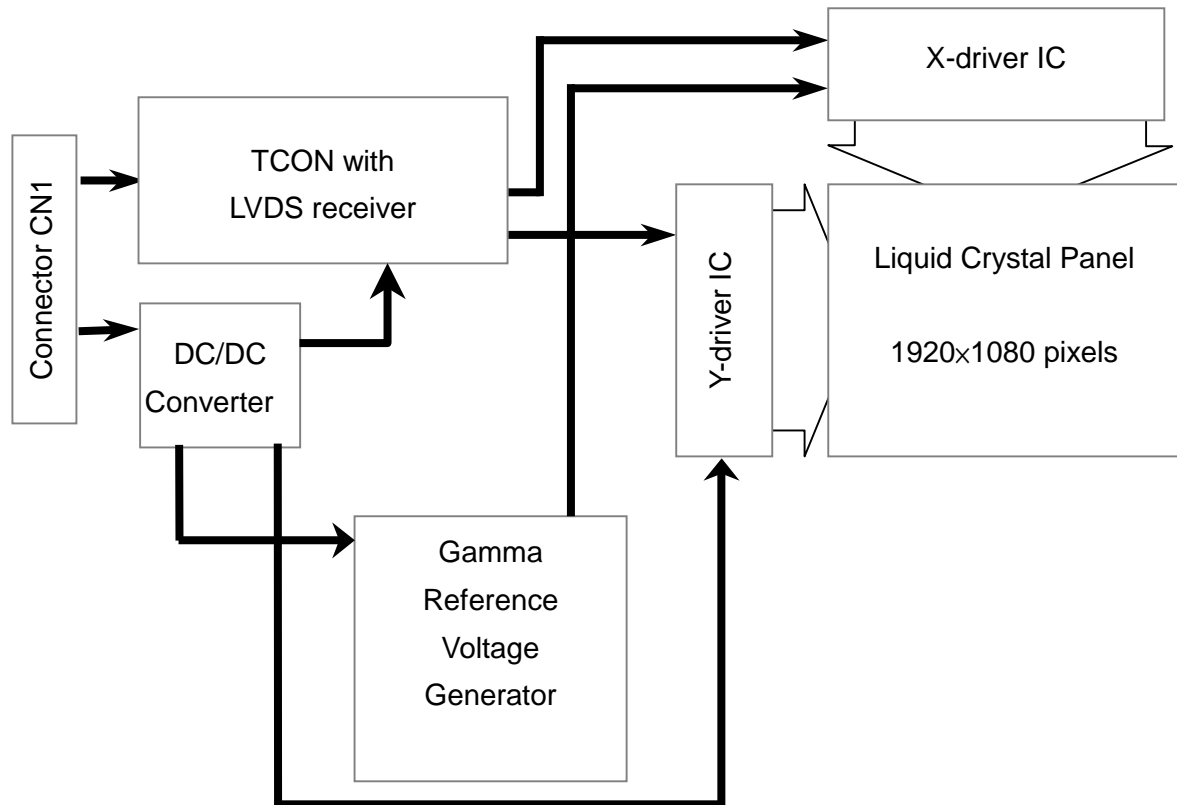 X-driver IC
TCON with
LVDS receiver
Connector CN1
Y-driver IC
Liquid Crystal Panel
1920×1080 pixels
DC/DC
Converter
Gamma
Reference
Voltage
Generator